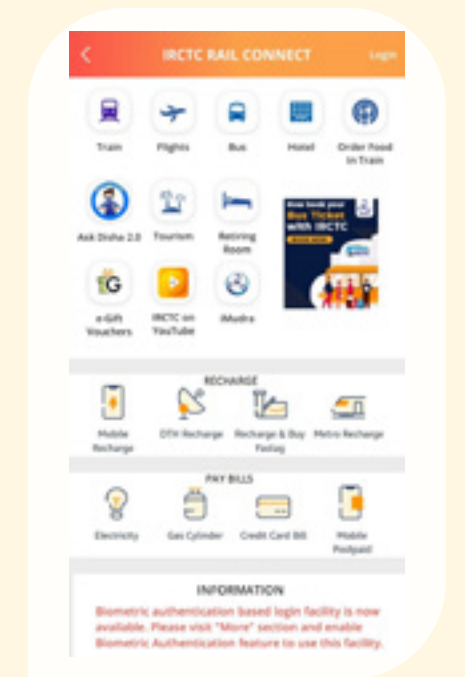 IRCTC RAIL CONNECT
Login
Train
Flights
Bus
Hotel
Order Food
In Train
Ask Disha 2.0
Tourism
Retiring
Room
Now book your
Bus Ticket
with IRCTC
BOOK NOW
e-Gift
Vouchers
IRCTC on
YouTube
iMudra
RECHARGE
Mobile
Recharge
DTH Recharge
Recharge & Buy
Fastag
Metro Recharge
PAY BILLS
Electricity
Gas Cylinder
Credit Card Bill
Mobile
Postpaid
INFORMATION
Biometric authentication based login facility is now
available. Please visit "More" section and enable
Biometric Authentication feature to use this facility.